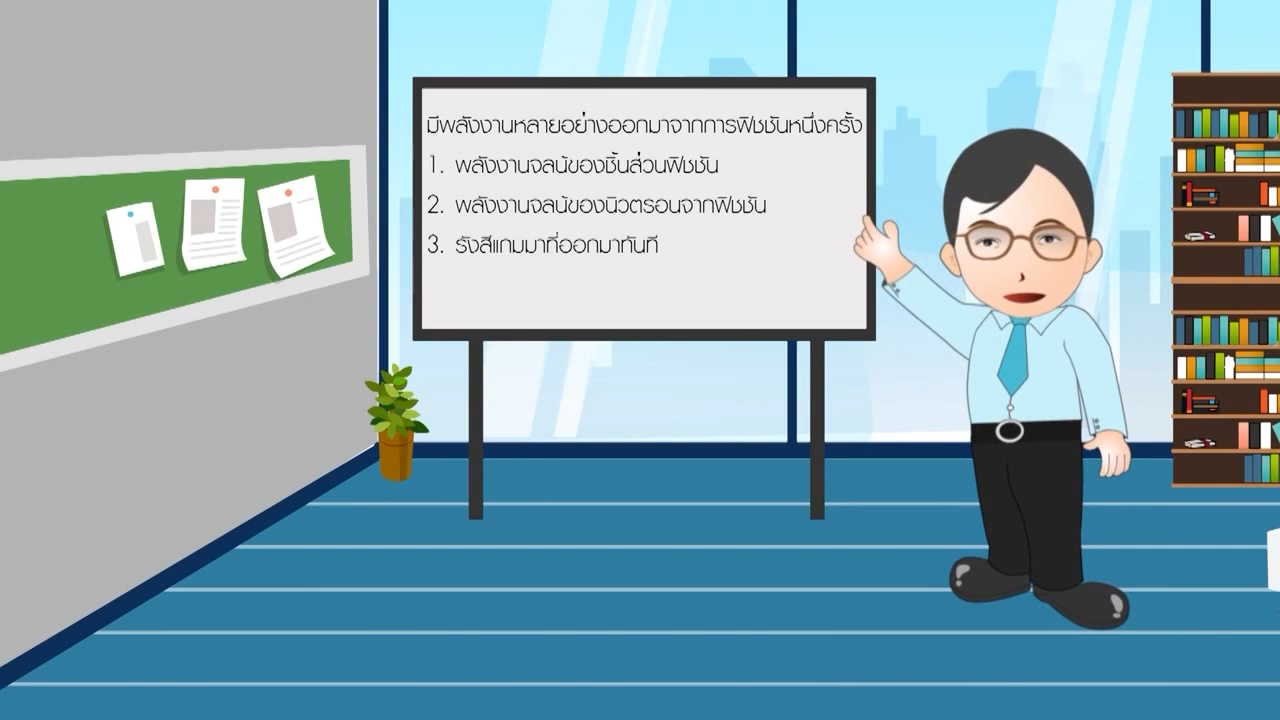 มีพลังงานหลายอย่างออกมาจากการฟิชชันหนึ่งครั้ง
1. พลังงานจลน์ของชิ้นส่วนฟิชชัน
2. พลังงานจลน์ของนิวตรอนจากฟิชชัน
3. รังสีแกมมาที่ออกมาทันที